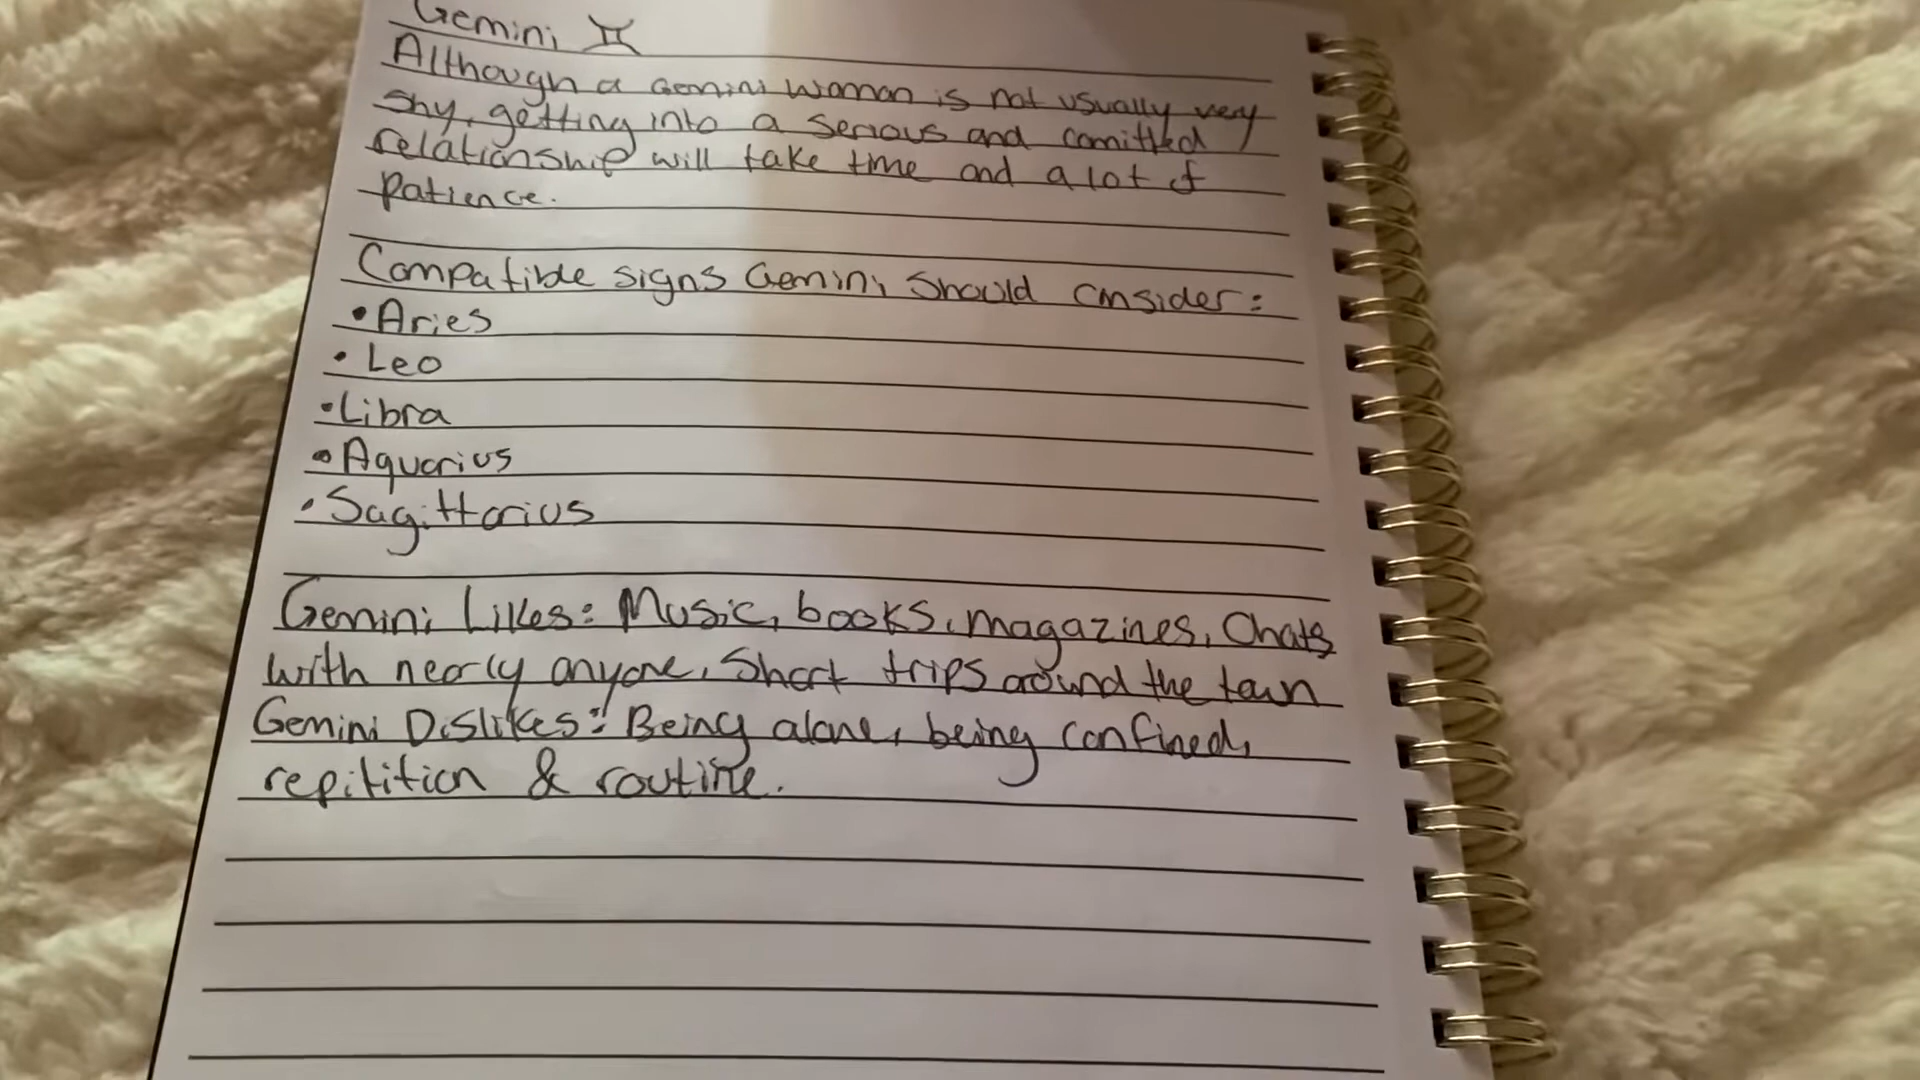 Gemini ♊
Although a Gemini woman is not usually very
shy, getting into a serious and comitted
relationship will take time and a lot of
patience.
Compatible signs Gemini should consider:
•Aries
• Leo
•Libra
•Aquarius
•Sagittarius
Gemini Likes: Music, books, magazines, Chats
with nearly anyone, Short trips around the town
Gemini Dislikes: Being alone, being confined,
repitition & routine.